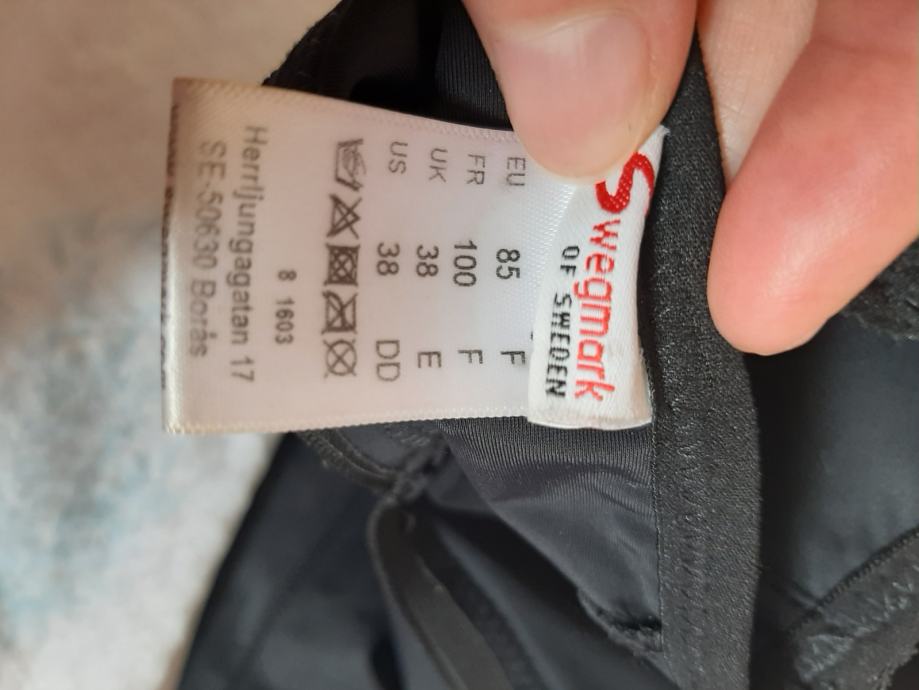 Swegmark
OF SWEDEN
EU 85 F
FR 100 F
UK 38 E
US 38 DD
8 1603
Herrljungagatan 17
SE-50630 Borås